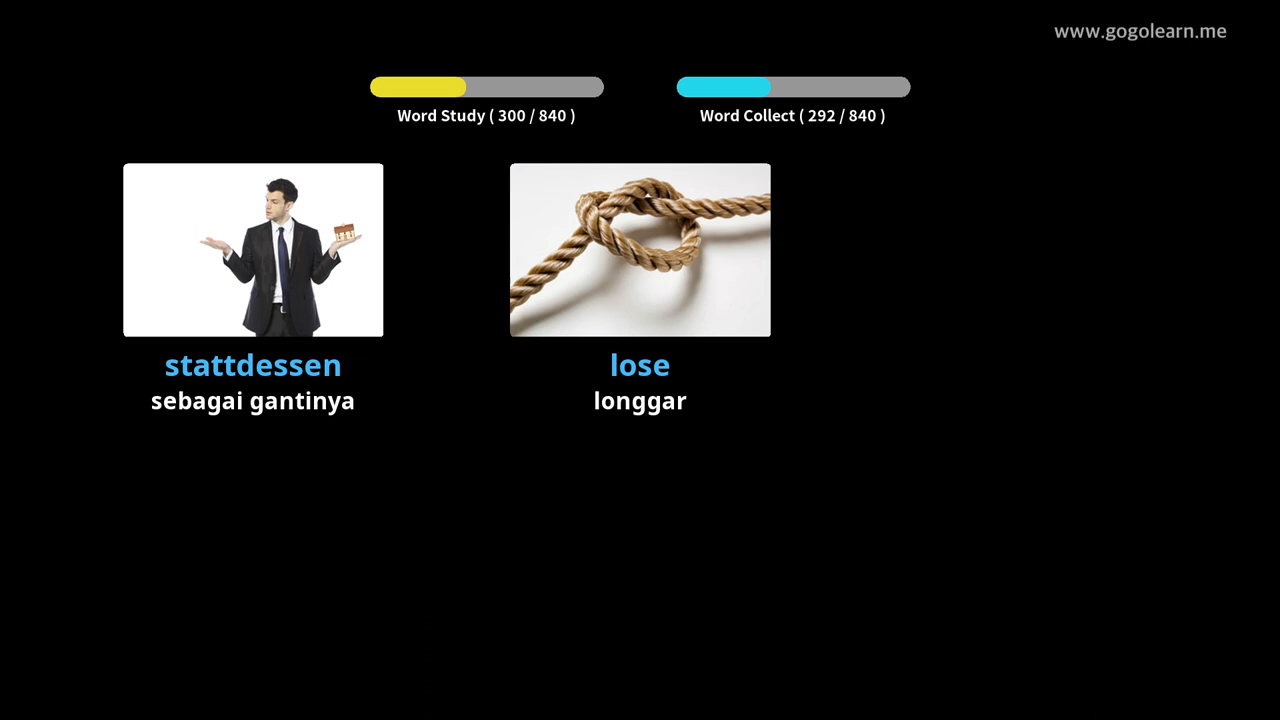 www.gogolearn.me
Word Study ( 300 / 840 )
Word Collect ( 292 / 840 )
stattdessen
sebagai gantinya
lose
longgar